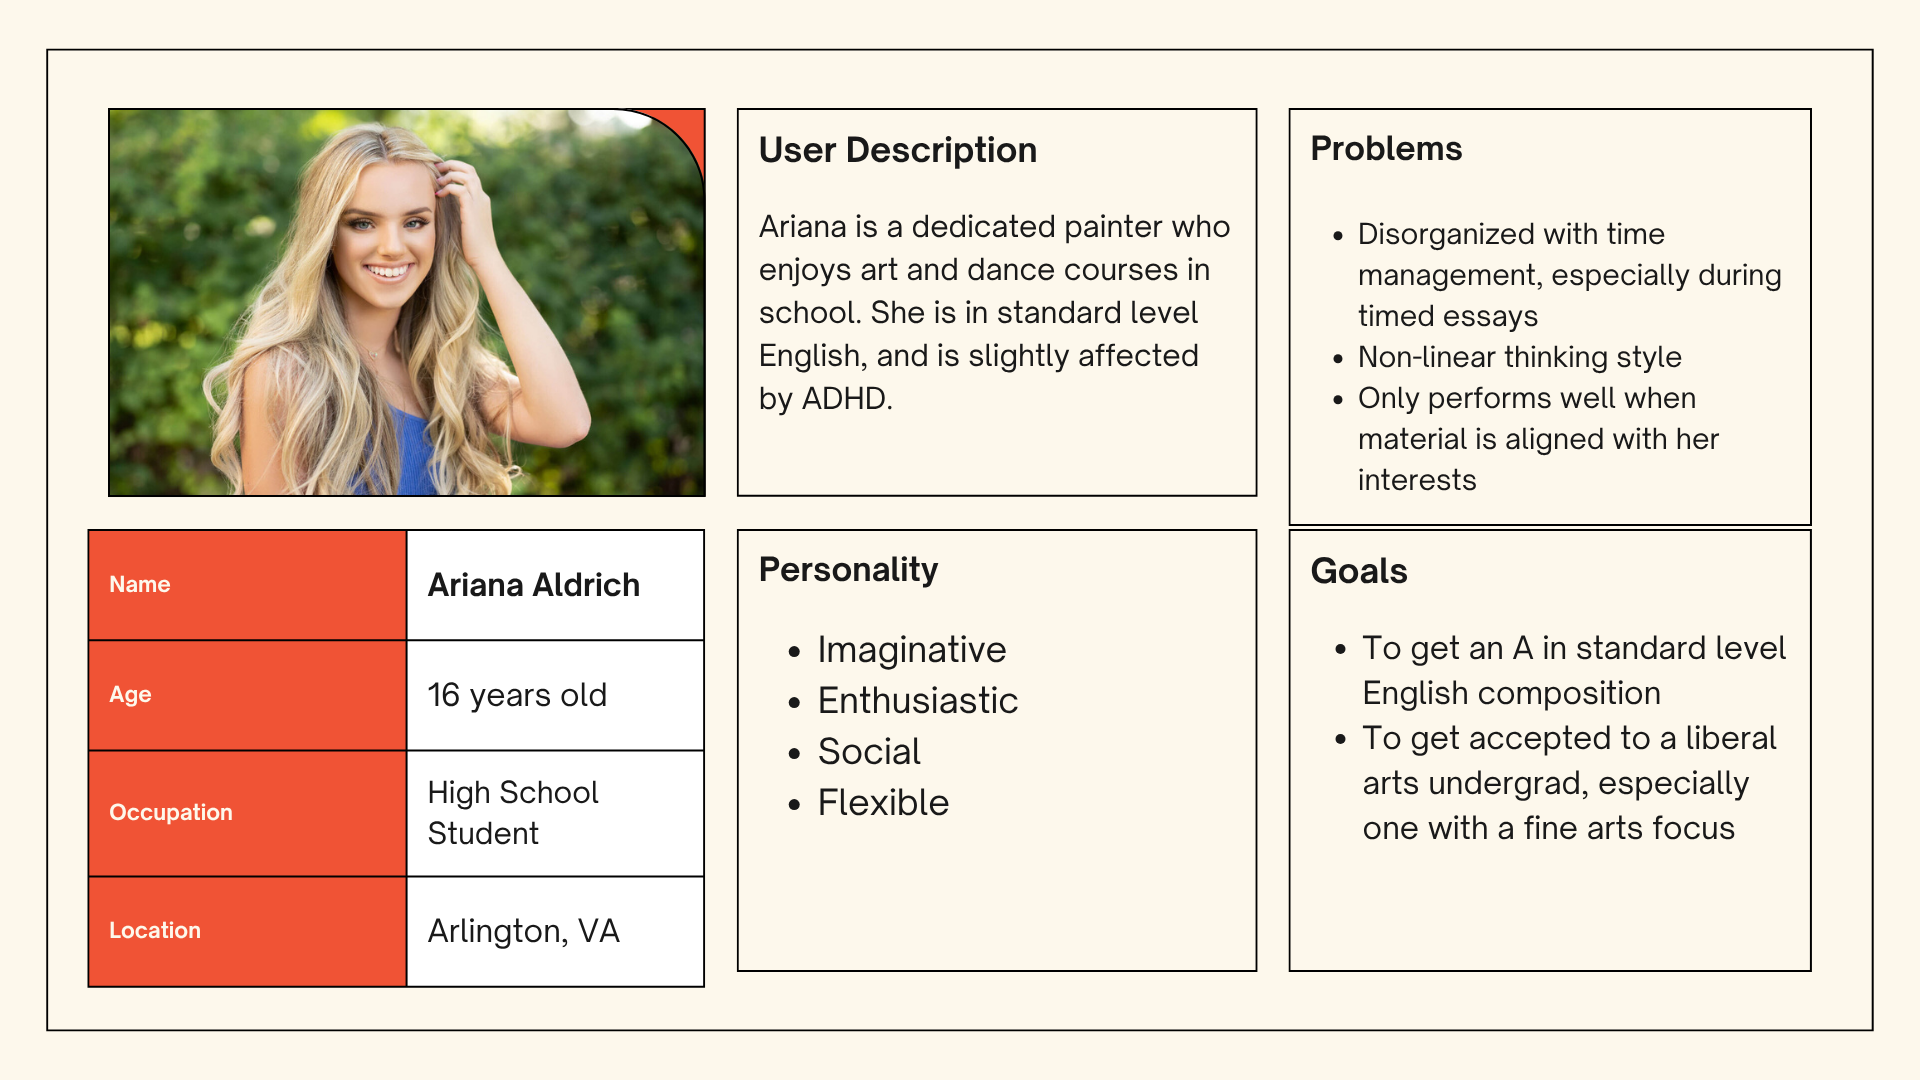 User Description
Ariana is a dedicated painter who
enjoys art and dance courses in
school. She is in standard level
English, and is slightly affected
by ADHD.
Problems
• Disorganized with time
management, especially during
timed essays
• Non-linear thinking style
• Only performs well when
material is aligned with her
interests
Name
Ariana Aldrich
Age
16 years old
Occupation
High School
Student
Location
Arlington, VA
Personality
• Imaginative
• Enthusiastic
• Social
• Flexible
Goals
• To get an A in standard level
English composition
• To get accepted to a liberal
arts undergrad, especially
one with a fine arts focus